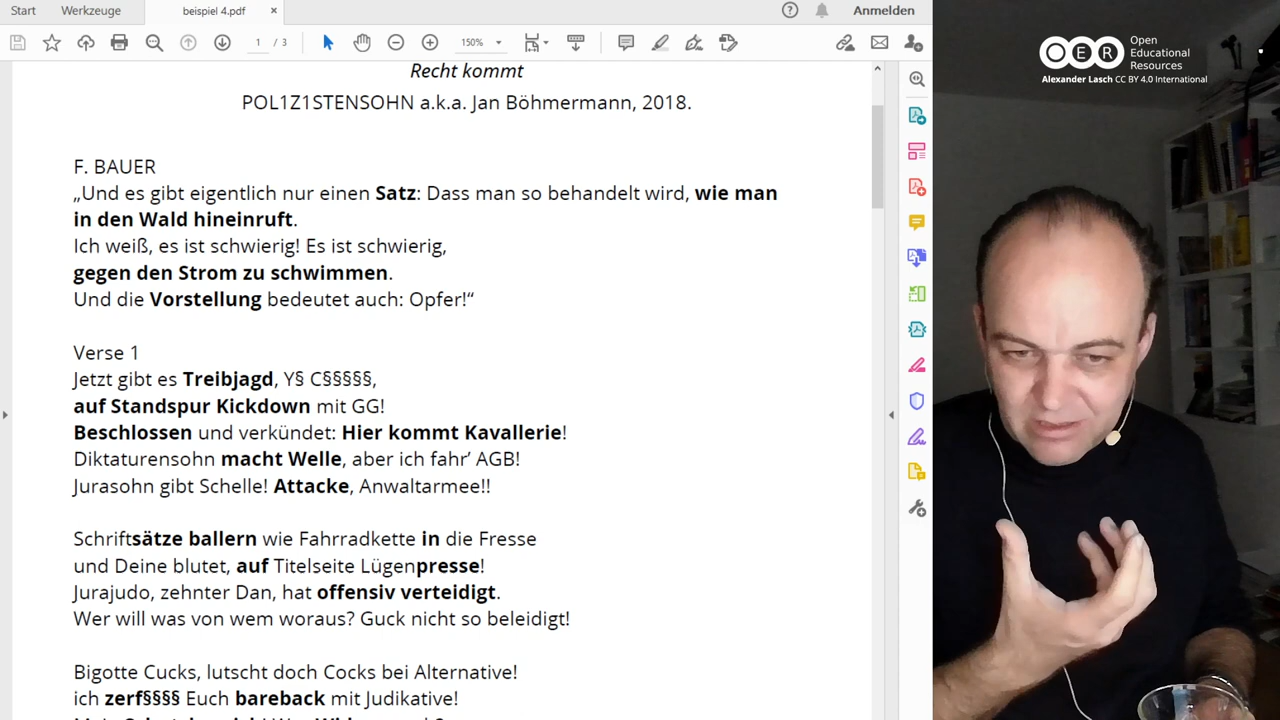 Start Werkzeuge beispiel 4.pdf × Anmelden
1 / 3 150%
Recht kommt
POL1Z1STENSOHN a.k.a. Jan Böhmermann, 2018.
F. BAUER
„Und es gibt eigentlich nur einen Satz: Dass man so behandelt wird, wie man
in den Wald hineinruft.
Ich weiß, es ist schwierig! Es ist schwierig,
gegen den Strom zu schwimmen.
Und die Vorstellung bedeutet auch: Opfer!“
Verse 1
Jetzt gibt es Treibjagd, Y§ C§§§§§,
auf Standspur Kickdown mit GG!
Beschlossen und verkündet: Hier kommt Kavallerie!
Diktaturensohn macht Welle, aber ich fahr’ AGB!
Jurasohn gibt Schelle! Attacke, Anwaltarmee!!
Schriftsätze ballern wie Fahrradkette in die Fresse
und Deine blutet, auf Titelseite Lügenpresse!
Jurajudo, zehnter Dan, hat offensiv verteidigt.
Wer will was von wem woraus? Guck nicht so beleidigt!
Bigotte Cucks, lutscht doch Cocks bei Alternative!
ich zerf§§§§ Euch bareback mit Judikative!
OER Open
Educational
Resources
Alexander Lasch CC BY 4.0 International